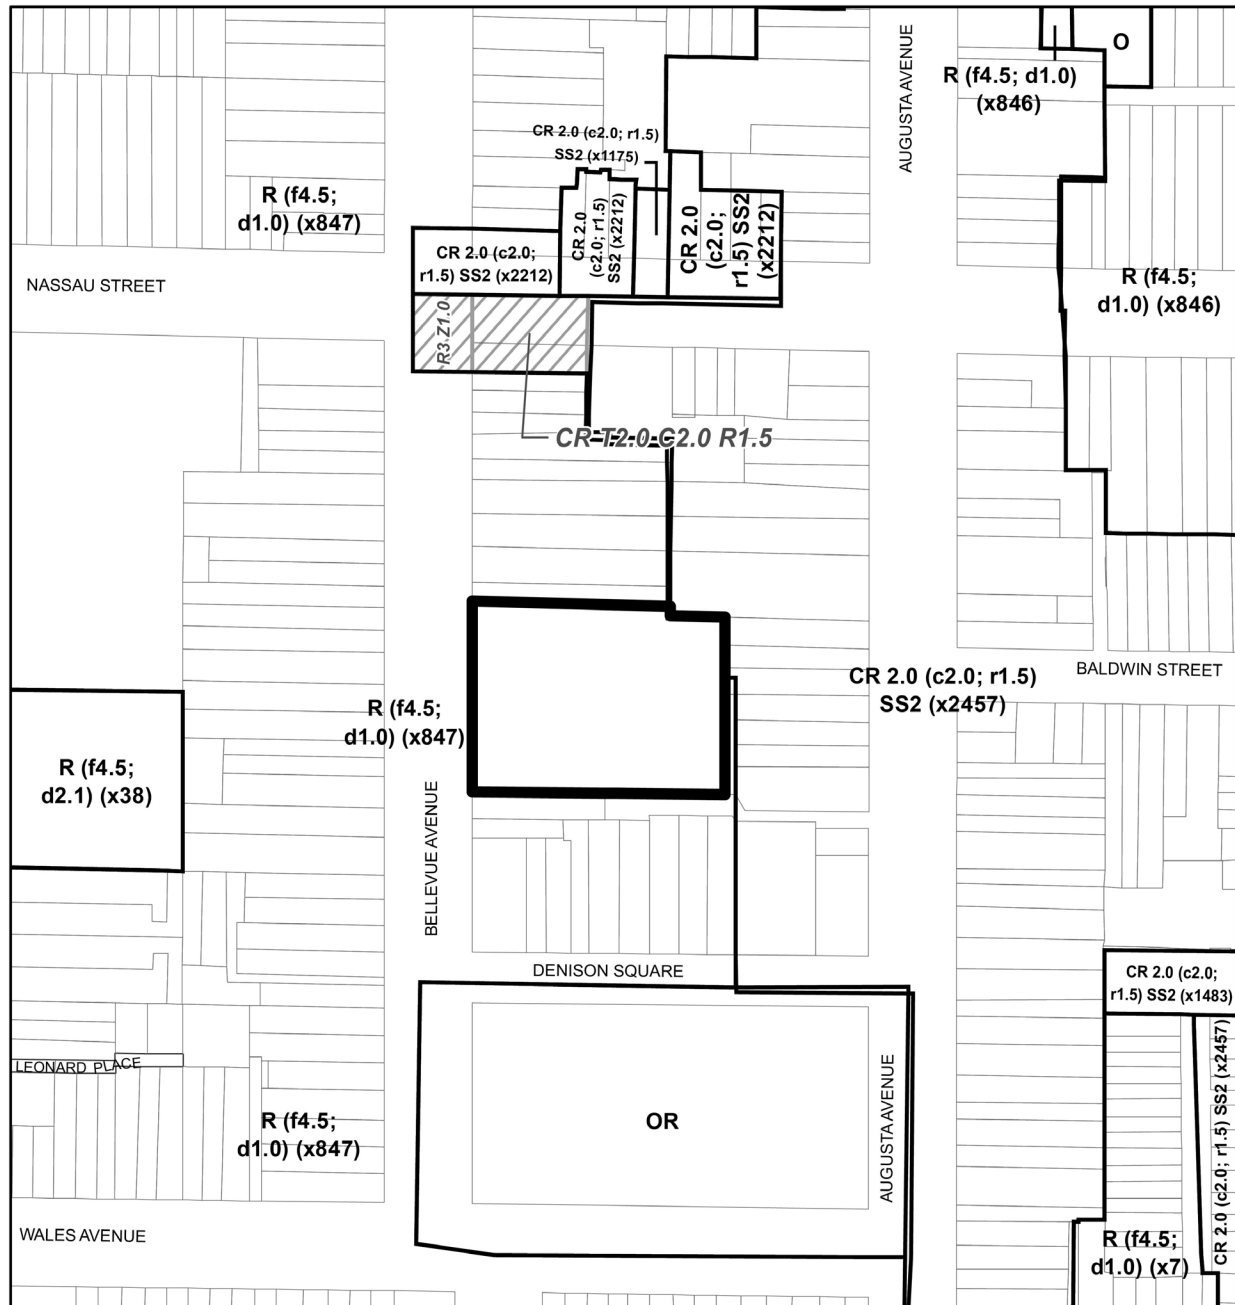 AUGUSTA AVENUE
O
R (f4.5; d1.0)
(x846)
CR 2.0 (c2.0; r1.5)
SS2 (x1175)
R (f4.5;
d1.0) (x847)
CR 2.0
(c2.0; r1.5)
SS2 (x2212)
CR 2.0
(c2.0;
r1.5) SS2
(x2212)
CR 2.0 (c2.0;
r1.5) SS2 (x2212)
NASSAU STREET
R (f4.5;
d1.0) (x846)
R3 Z1.0
CR T2.0 C2.0 R1.5
BALDWIN STREET
CR 2.0 (c2.0; r1.5)
SS2 (x2457)
R (f4.5;
d1.0) (x847)
R (f4.5;
d2.1) (x38)
BELLEVUE AVENUE
DENISON SQUARE
CR 2.0 (c2.0;
r1.5) SS2 (x1483)
LEONARD PLACE
AUGUSTA AVENUE
CR 2.0 (c2.0; r1.5) SS2 (x2457)
R (f4.5;
d1.0) (x847)
OR
WALES AVENUE
R (f4.5;
d1.0) (x7)